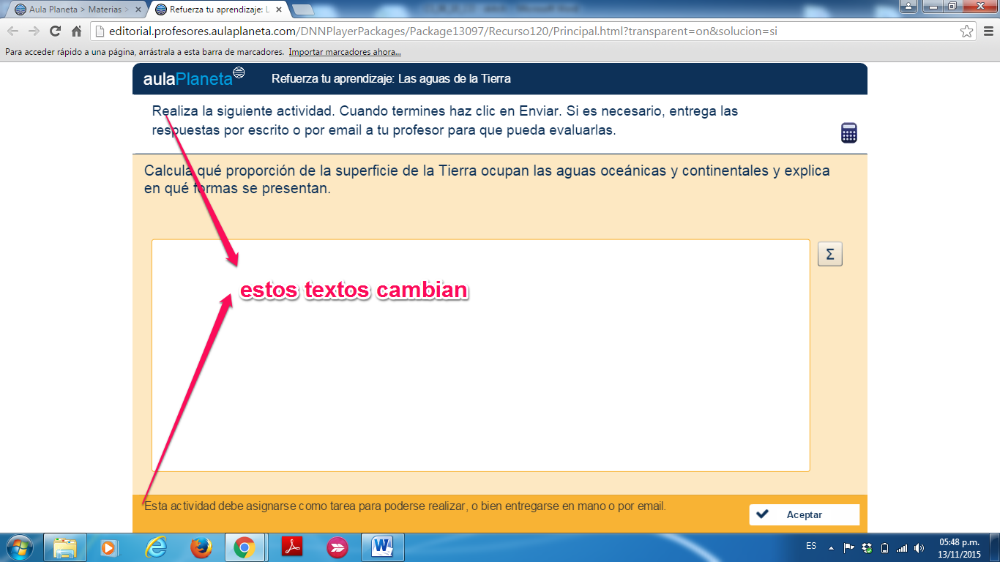 Aula Planeta > Materias >
Refuerza tu aprendizaje: L
editorial.profesores.aulaplaneta.com/DNNPlayerPackages/Package13097/Recurso120/Principal.html?transparent=on&solucion=si
Para acceder rápido a una página, arrástrala a esta barra de marcadores. Importar marcadores ahora...
aulaPlaneta Refuerza tu aprendizaje: Las aguas de la Tierra
Realiza la siguiente actividad. Cuando termines haz clic en Enviar. Si es necesario, entrega las
respuestas por escrito o por email a tu profesor para que pueda evaluarlas.
Calcula qué proporción de la superficie de la Tierra ocupan las aguas oceánicas y continentales y explica
en qué formas se presentan.
Σ
estos textos cambian
Esta actividad debe asignarse como tarea para poderse realizar, o bien entregarse en mano o por email.
Aceptar
ES
05:48 p.m.
13/11/2015